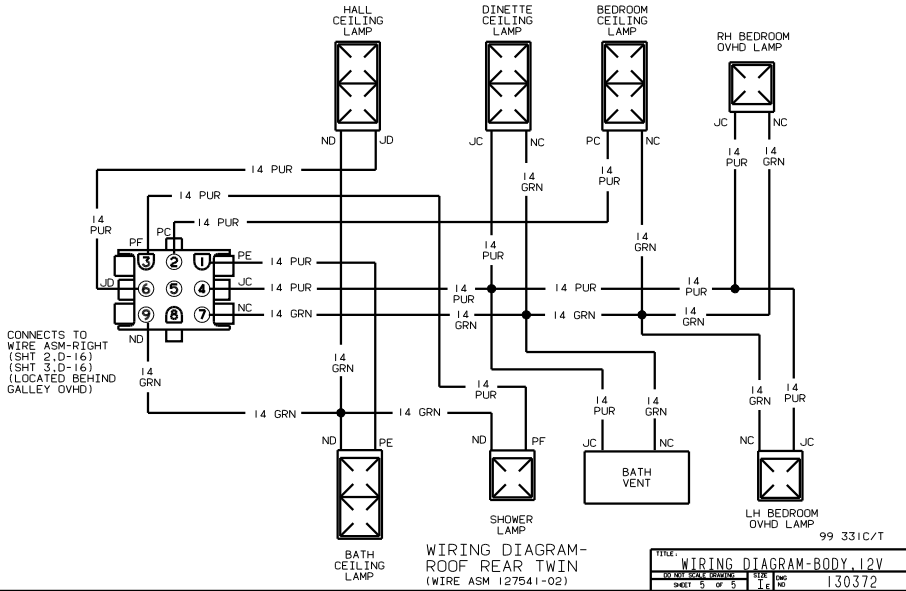 HALL
CEILING
LAMP
DINETTE
CEILING
LAMP
BEDROOM
CEILING
LAMP
RH BEDROOM
OVHD LAMP
ND
JD
JC
NC
PC
NC
JC
NC
14 PUR
14
GRN
14
PUR
14
PUR
14
GRN
14 PUR
14
PUR
14 PUR
14
GRN
14
PUR
PF
PC
PE
3
2
1
14 PUR
JD
6
5
4
JC
14 PUR
14
PUR
14 PUR
14
PUR
9
8
7
NC
14 GRN
14
GRN
14 GRN
14
GRN
ND
CONNECTS TO
WIRE ASM-RIGHT
(SHT 2,D-16)
(SHT 3,D-16)
(LOCATED BEHIND
GALLEY OVHD)
14
GRN
14
GRN
14
PUR
14
PUR
14
GRN
14
GRN
14
PUR
14 GRN
14 GRN
ND
PE
ND
PF
JC
NC
NC
JC
BATH
VENT
SHOWER
LAMP
LH BEDROOM
OVHD LAMP
BATH
CEILING
LAMP
WIRING DIAGRAM-
ROOF REAR TWIN
(WIRE ASM 127541-02)
99 331C/T
TITLE:
WIRING DIAGRAM-BODY,12V
DO NOT SCALE DRAWING
SHEET 5 OF 5
SIZE
E
DWG
NO
130372